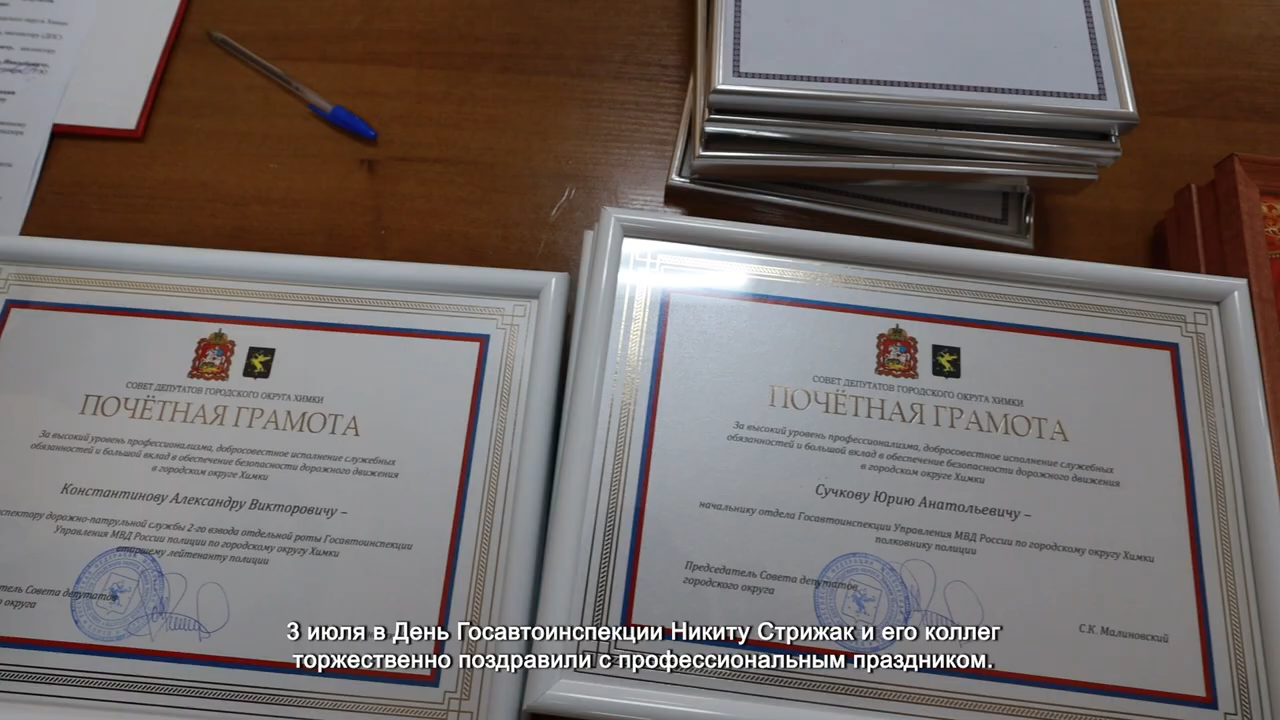 СОВЕТ ДЕПУТАТОВ ГОРОДСКОГО ОКРУГА ХИМКИ
ПОЧЁТНАЯ ГРАМОТА
За высокий уровень профессионализма, добросовестное исполнение служебных
обязанностей и большой вклад в обеспечение безопасности дорожного движения
в городском округе Химки
Константинову Александру Викторовичу –
дорожно-патрульной службы 2-го взвода отдельной роты Госавтоинспекции
Управления МВД России по городскому округу Химки
старшему лейтенанту полиции
Совета депутатов
округа
СОВЕТ ДЕПУТАТОВ ГОРОДСКОГО ОКРУГА ХИМКИ
ПОЧЁТНАЯ ГРАМОТА
За высокий уровень профессионализма, добросовестное исполнение служебных
обязанностей и большой вклад в обеспечение безопасности дорожного движения
в городском округе Химки
Сучкову Юрию Анатольевичу –
начальнику отдела Госавтоинспекции Управления МВД России по городскому округу Химки
полковнику полиции
Председатель Совета депутатов
городского округа
С.К. Малиновский
3 июля в День Госавтоинспекции Никиту Стрижак и его коллег
торжественно поздравили с профессиональным праздником.